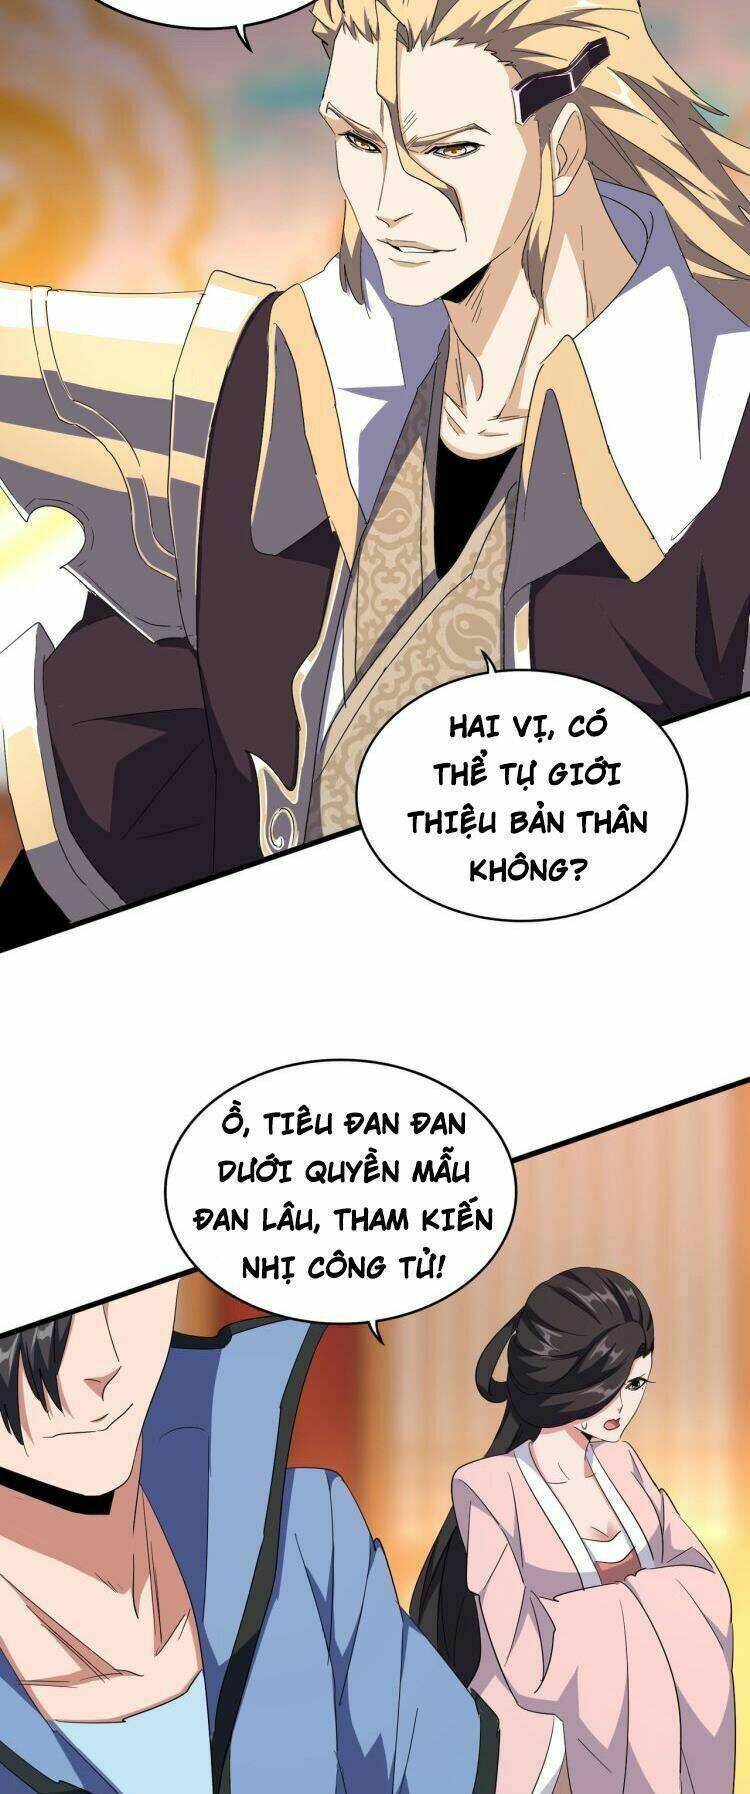 HAI VỊ, CÓ
THỂ TỰ GIỚI
THIỆU BẢN THÂN
KHÔNG?
Ồ, TIÊU ĐAN ĐAN
DƯỚI QUYỀN MẪU
ĐAN LÂU, THAM KIẾN
NHỊ CÔNG TỬ!